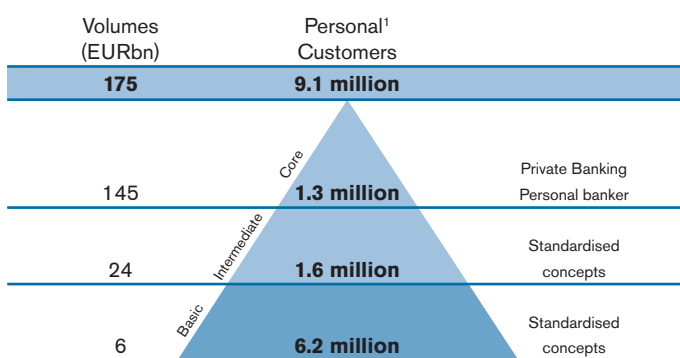 Volumes
(EURbn)
Personal¹
Customers
175
9.1 million
Core
145
1.3 million
Private Banking
Personal banker
Intermediate
24
1.6 million
Standardised
concepts
Basic
6
6.2 million
Standardised
concepts